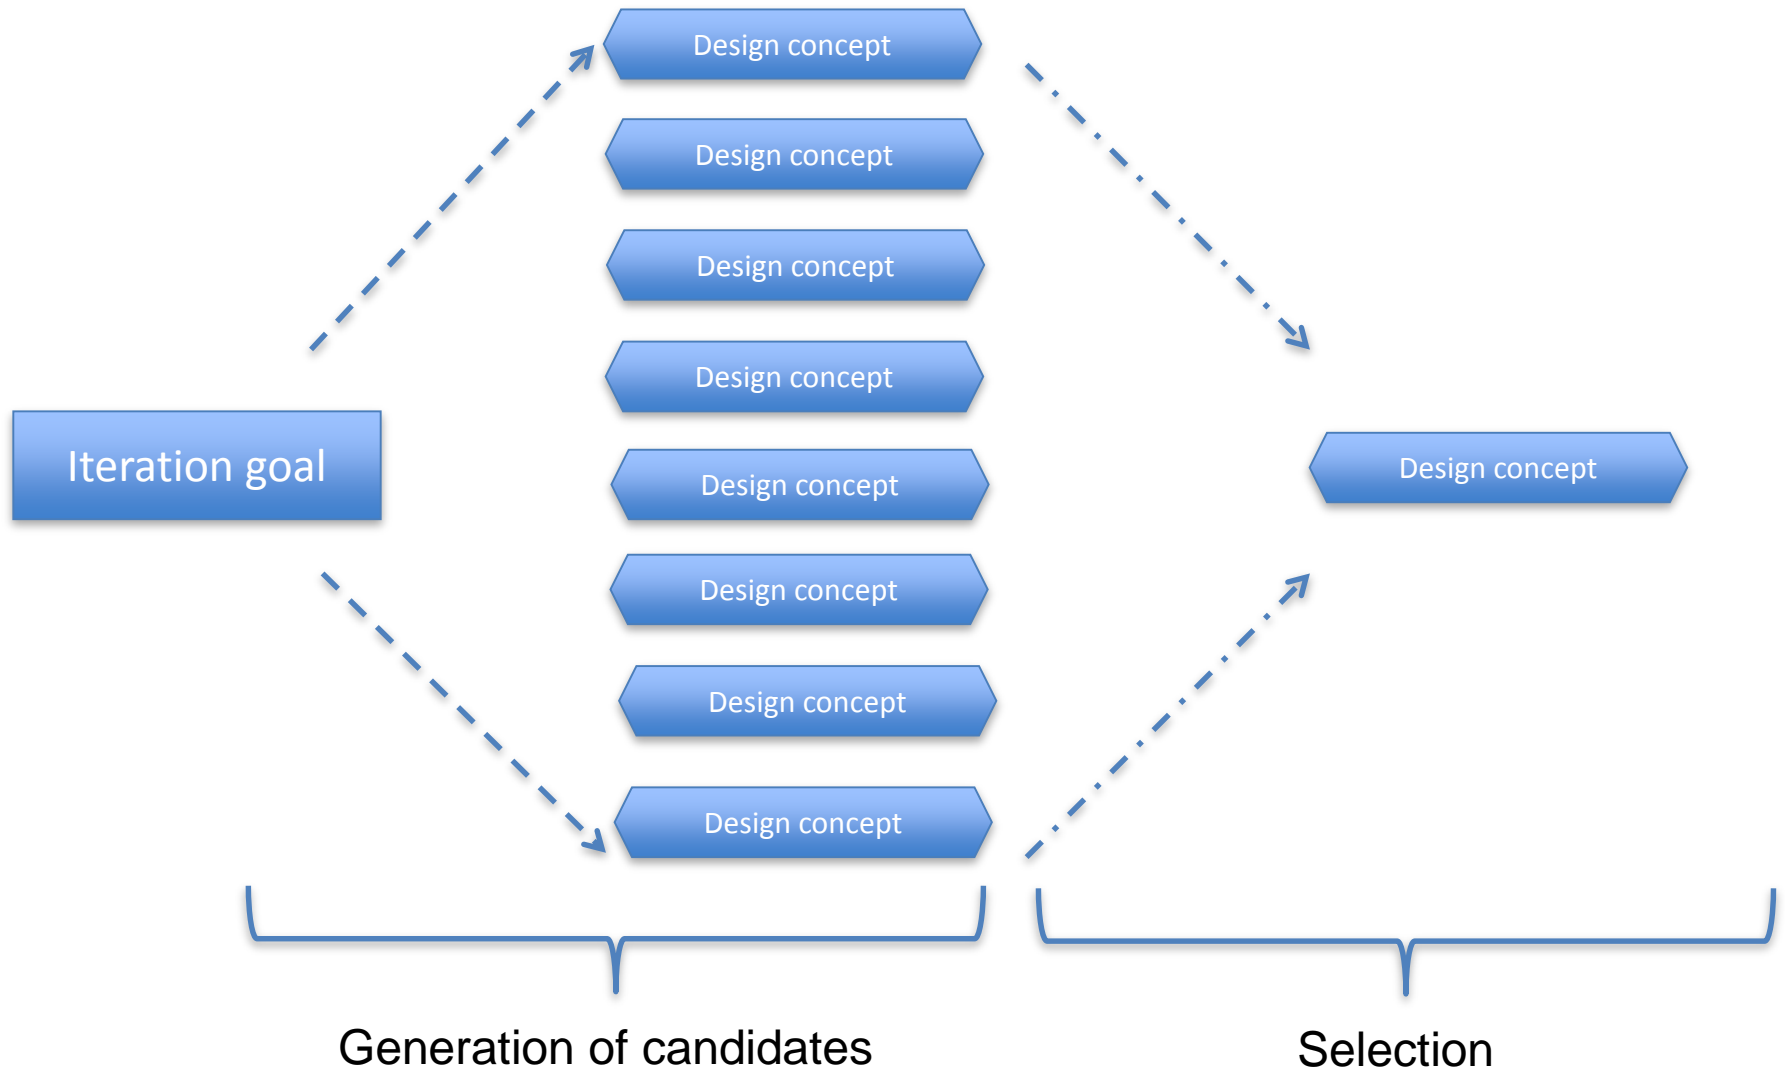 Design concept
Design concept
Design concept
Design concept
Iteration goal
Design concept
Design concept
Design concept
Design concept
Design concept
Generation of candidates
Selection